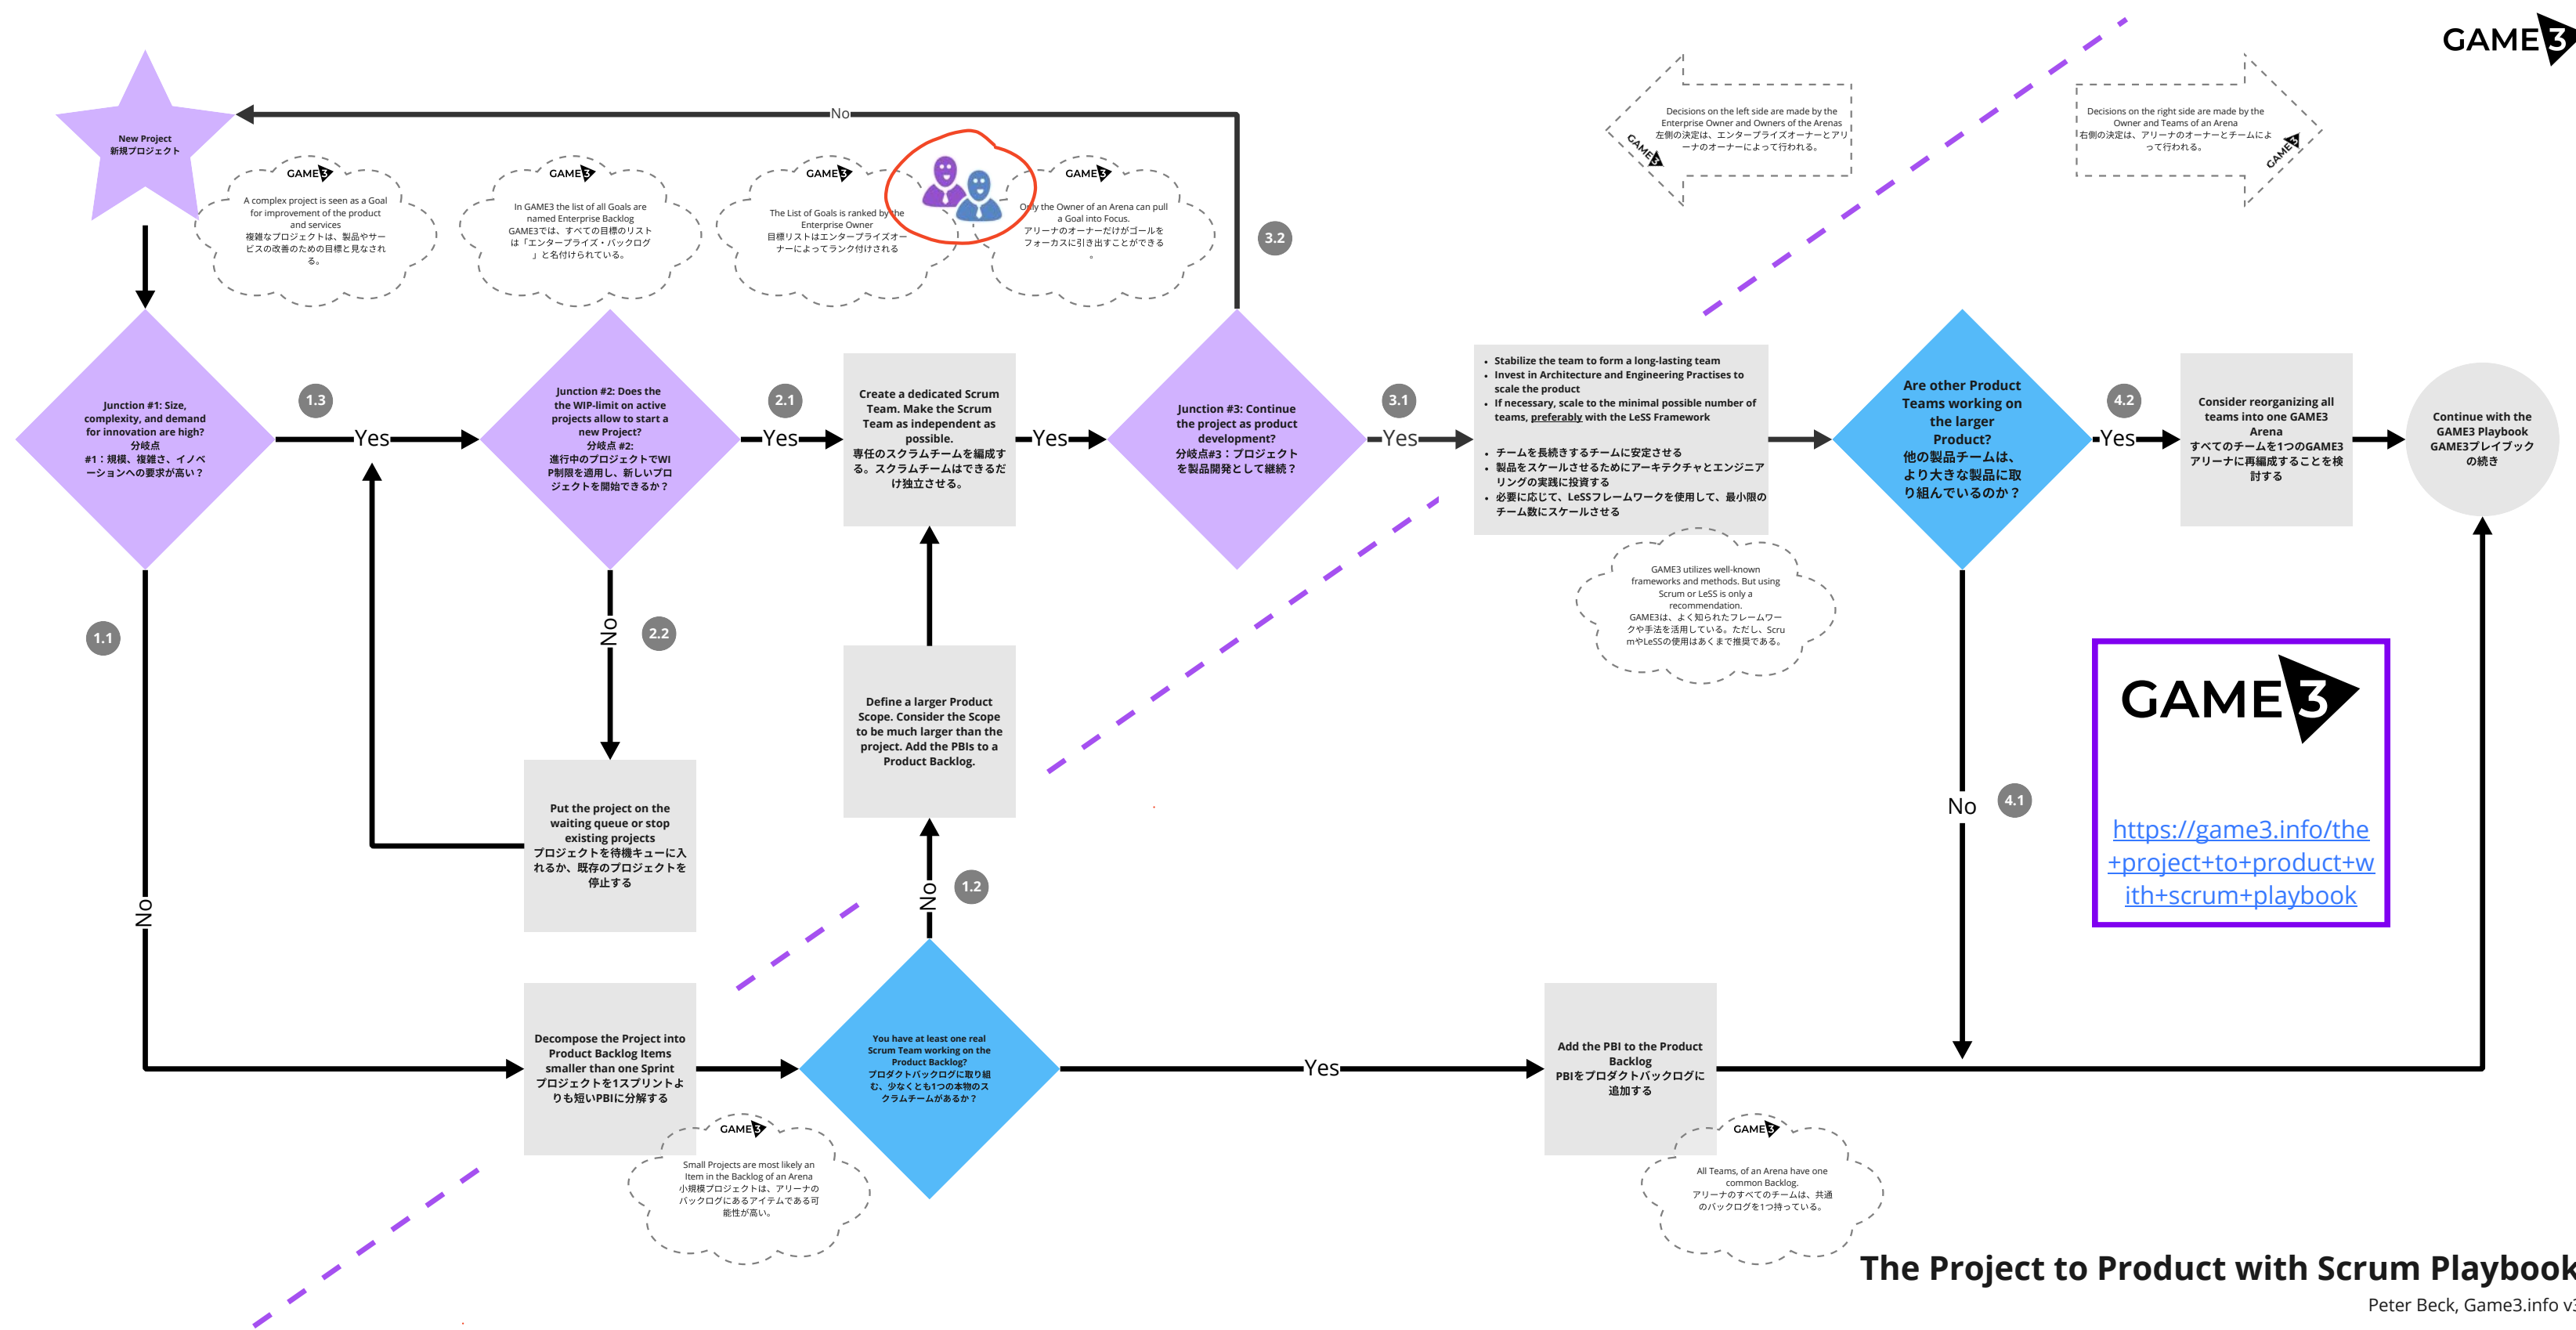 GAME3
New Project
新規プロジェクト
No
GAME3
A complex project is seen as a Goal
for improvement of the product
and services
複雑なプロジェクトは、製品やサー
ビスの改善のための目標と見なされ
る。
GAME3
In GAME3 the list of all Goals are
named Enterprise Backlog
GAME3では、すべての目標のリスト
は「エンタープライズ・バックログ
」と名付けられている。
GAME3
The List of Goals is ranked by the
Enterprise Owner
目標リストはエンタープライズオー
ナーによってランク付けされる
GAME3
Only the Owner of an Arena can pull
a Goal into Focus.
アリーナのオーナーだけがゴールを
フォーカスに引き出すことができる
。
3.2
Decisions on the left side are made by the
Enterprise Owner and Owners of the Arenas
左側の決定は、エンタープライズオーナーとアリ
ーナのオーナーによって行われる。
GAME3
Decisions on the right side are made by the
Owner and Teams of an Arena
右側の決定は、アリーナのオーナーとチームによ
って行われる。
GAME3
Junction #1: Size,
complexity, and demand
for innovation are high?
分岐点
#1：規模、複雑さ、イノベ
ーションへの要求が高い？
1.3
Yes
Junction #2: Does the
the WIP-limit on active
projects allow to start a
new Project?
分岐点 #2:
進行中のプロジェクトでWI
P制限を適用し、新しいプロ
ジェクトを開始できるか？
2.1
Yes
Create a dedicated Scrum
Team. Make the Scrum
Team as independent as
possible.
専任のスクラムチームを編成す
る。スクラムチームはできるだ
け独立させる。
Yes
Junction #3: Continue
the project as product
development?
分岐点#3：プロジェクト
を製品開発として継続？
3.1
Yes
• Stabilize the team to form a long-lasting team
• Invest in Architecture and Engineering Practises to
scale the product
• If necessary, scale to the minimal possible number of
teams, preferably with the LeSS Framework
• チームを長続きするチームに安定させる
• 製品をスケールさせるためにアーキテクチャとエンジニア
リングの実践に投資する
• 必要に応じて、LeSSフレームワークを使用して、最小限の
チーム数にスケールさせる
Are other Product
Teams working on
the larger
Product?
他の製品チームは、
より大きな製品に取
り組んでいるのか？
4.2
Yes
Consider reorganizing all
teams into one GAME3
Arena
すべてのチームを1つのGAME3
アリーナに再編成することを検
討する
Continue with the
GAME3 Playbook
GAME3プレイブック
の続き
GAME3 utilizes well-known
frameworks and methods. But using
Scrum or LeSS is only a
recommendation.
GAME3は、よく知られたフレームワー
クや手法を活用している。ただし、Scru
mやLeSSの使用はあくまで推奨である。
1.1
No
2.2
No
Put the project on the
waiting queue or stop
existing projects
プロジェクトを待機キューに入
れるか、既存のプロジェクトを
停止する
Define a larger Product
Scope. Consider the Scope
to be much larger than the
project. Add the PBIs to a
Product Backlog.
No
1.2
No
4.1
GAME3
https://game3.info/the
+project+to+product+w
ith+scrum+playbook
Decompose the Project into
Product Backlog Items
smaller than one Sprint
プロジェクトを1スプリントよ
りも短いPBIに分解する
You have at least one real
Scrum Team working on the
Product Backlog?
プロダクトバックログに取り組
む、少なくとも1つの本物のス
クラムチームがあるか？
Yes
Add the PBI to the Product
Backlog
PBIをプロダクトバックログに
追加する
GAME3
Small Projects are most likely an
Item in the Backlog of an Arena
小規模プロジェクトは、アリーナの
バックログにあるアイテムである可
能性が高い。
GAME3
All Teams, of an Arena have one
common Backlog.
アリーナのすべてのチームは、共通
のバックログを1つ持っている。
The Project to Product with Scrum Playbook
Peter Beck, Game3.info v3